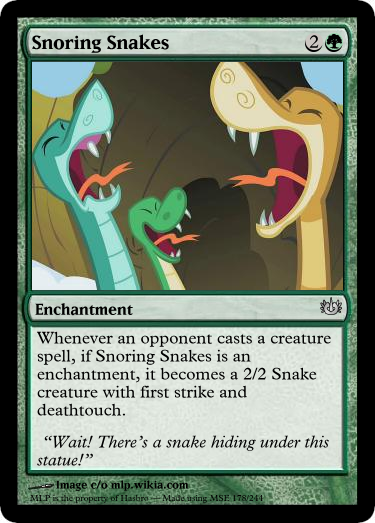 Snoring Snakes 2
Enchantment
Whenever an opponent casts a creature
spell, if Snoring Snakes is an
enchantment, it becomes a 2/2 Snake
creature with first strike and
deathtouch.
“Wait! There's a snake hiding under this
statue!”
Image c/o mlp.wikia.com
MLP is the property of Hasbro — Made using MSE 178/244